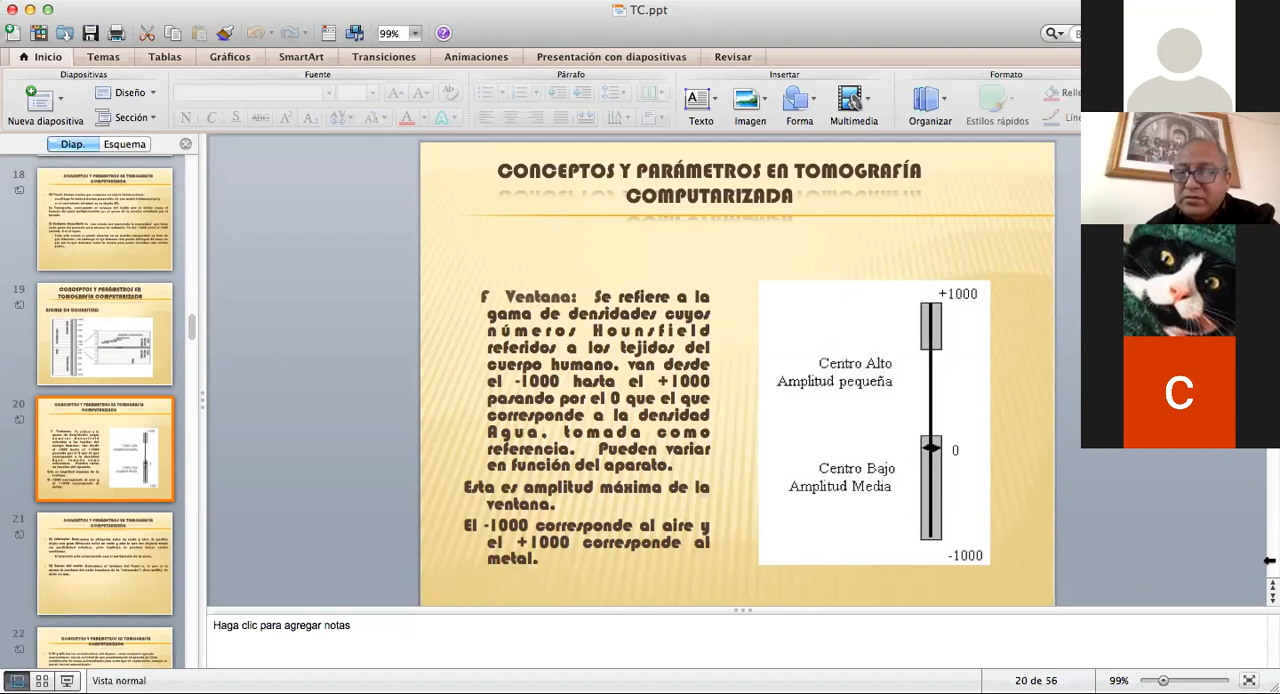 TC.ppt
99%
Inicio
Temas
Tablas
Gráficos
SmartArt
Transiciones
Animaciones
Presentación con diapositivas
Revisar
Diapositivas
Fuente
Párrafo
Insertar
Formato
Nueva diapositiva
Diseño
Sección
Texto
Imagen
Forma
Multimedia
Organizar
Estilos rápidos
Diap.
Esquema
18
19
20
21
22
CONCEPTOS Y PARÁMETROS EN TOMOGRAFÍA
COMPUTARIZADA
F Ventana: Se refiere a la
gama de densidades cuyos
números Hounsfield
referidos a los tejidos del
cuerpo humano, van desde
el -1000 hasta el +1000
pasando por el 0 que el que
corresponde a la densidad
Agua, tomada como
referencia. Pueden variar
en función del aparato.
Esta es amplitud máxima de la
ventana.
El -1000 corresponde al aire y
el +1000 corresponde al
metal.
+1000
Centro Alto
Amplitud pequeña
0
Centro Bajo
Amplitud Media
-1000
C
Haga clic para agregar notas
Vista normal
20 de 56
99%